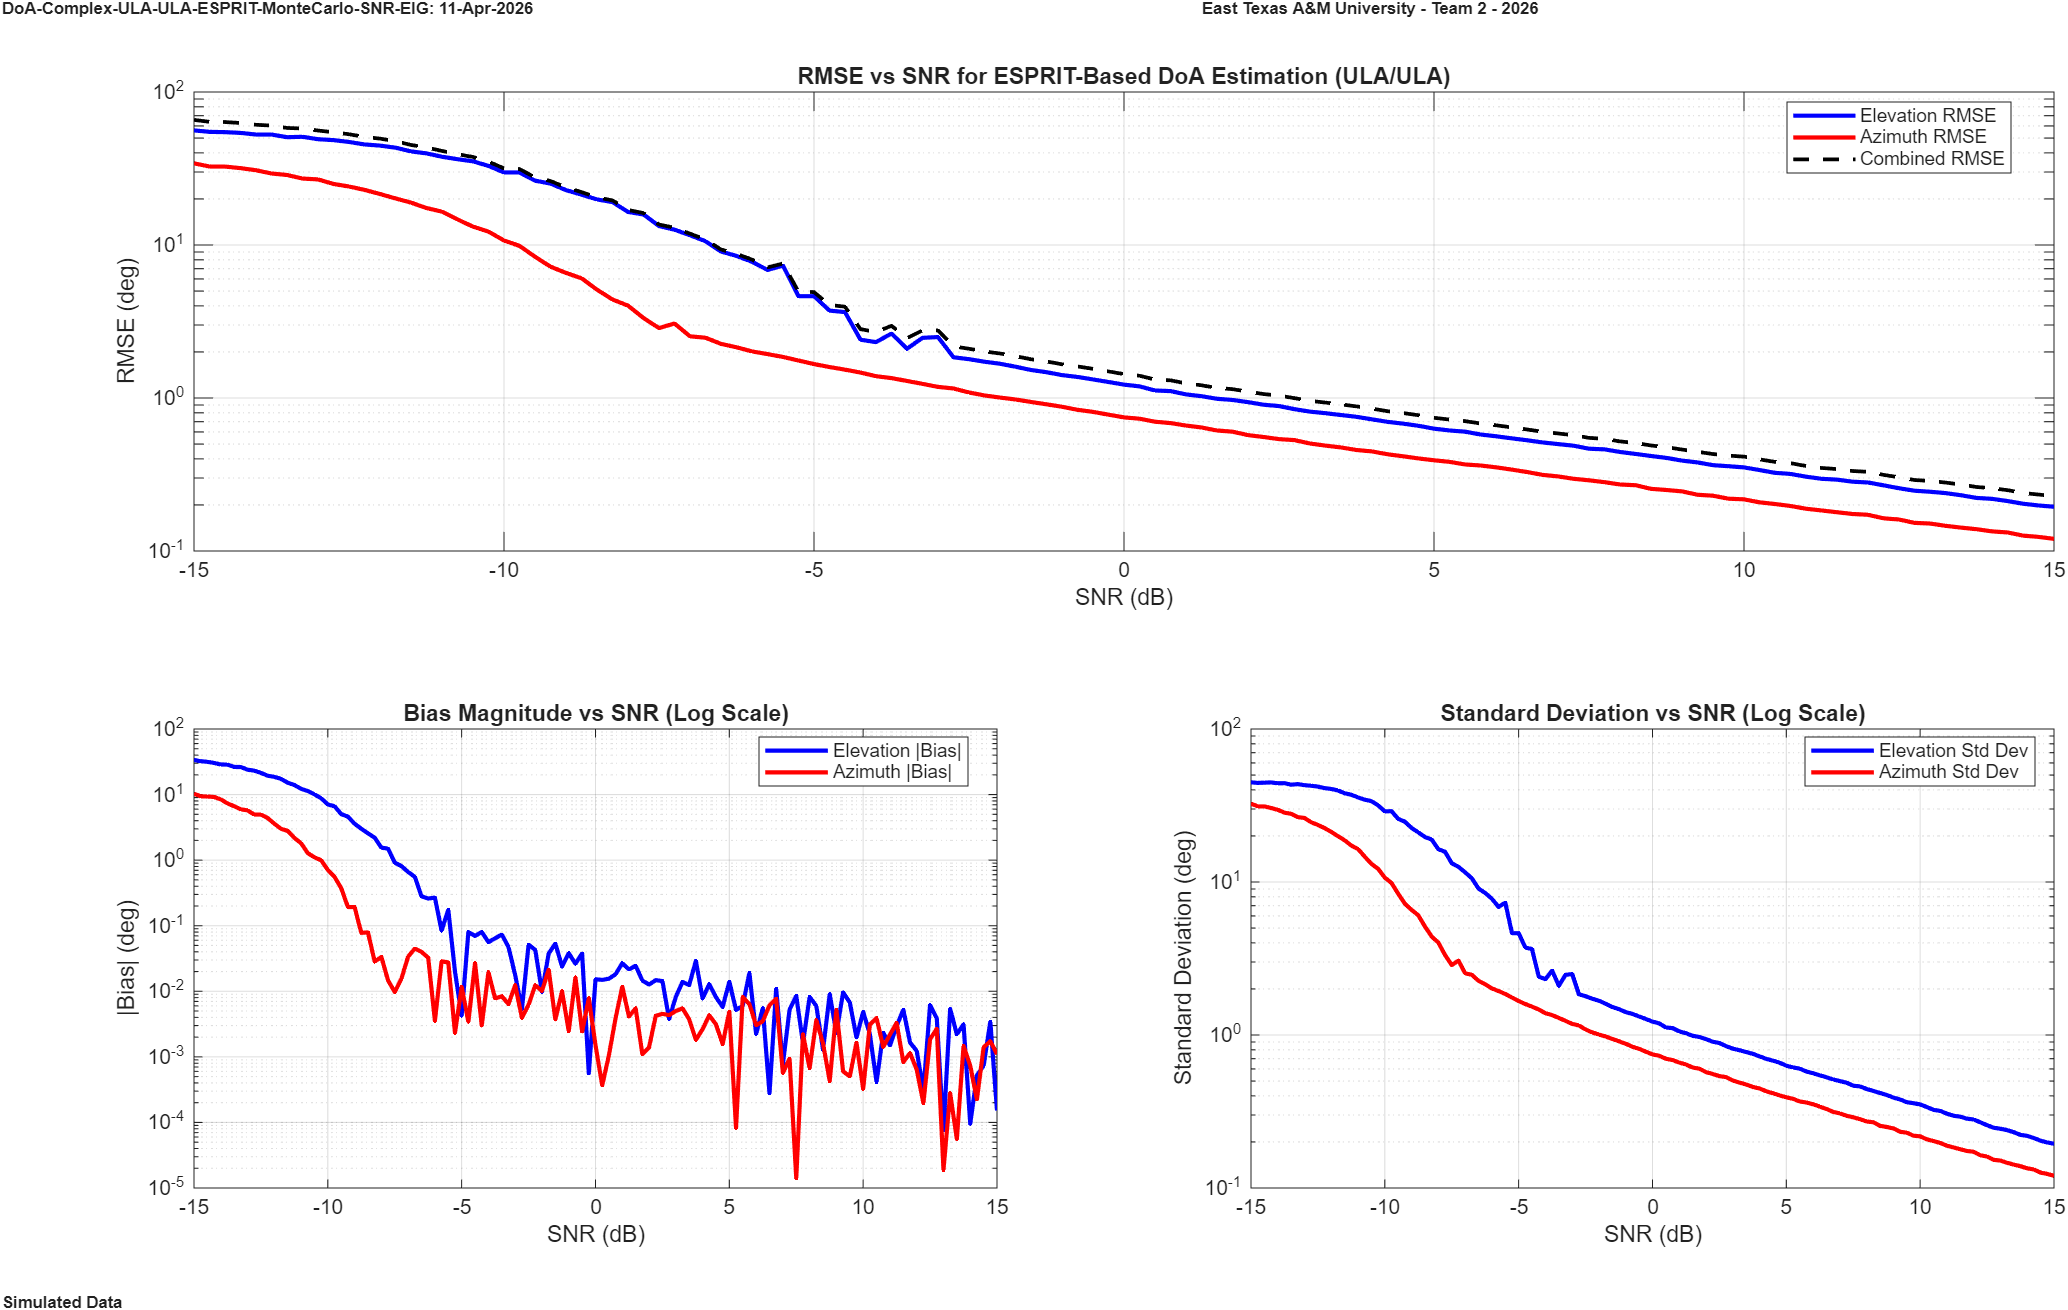 DoA-Complex-ULA-ULA-ESPRIT-MonteCarlo-SNR-EIG: 11-Apr-2026
East Texas A&M University - Team 2 - 2026
RMSE vs SNR for ESPRIT-Based DoA Estimation (ULA/ULA)
Elevation RMSE
Azimuth RMSE
Combined RMSE
RMSE (deg)
10^2
10^1
10^0
10^-1
-15 -10 -5 0 5 10 15
SNR (dB)
Bias Magnitude vs SNR (Log Scale)
Elevation |Bias|
Azimuth |Bias|
|Bias| (deg)
10^2
10^1
10^0
10^-1
10^-2
10^-3
10^-4
10^-5
-15 -10 -5 0 5 10 15
SNR (dB)
Standard Deviation vs SNR (Log Scale)
Elevation Std Dev
Azimuth Std Dev
Standard Deviation (deg)
10^2
10^1
10^0
10^-1
-15 -10 -5 0 5 10 15
SNR (dB)
Simulated Data